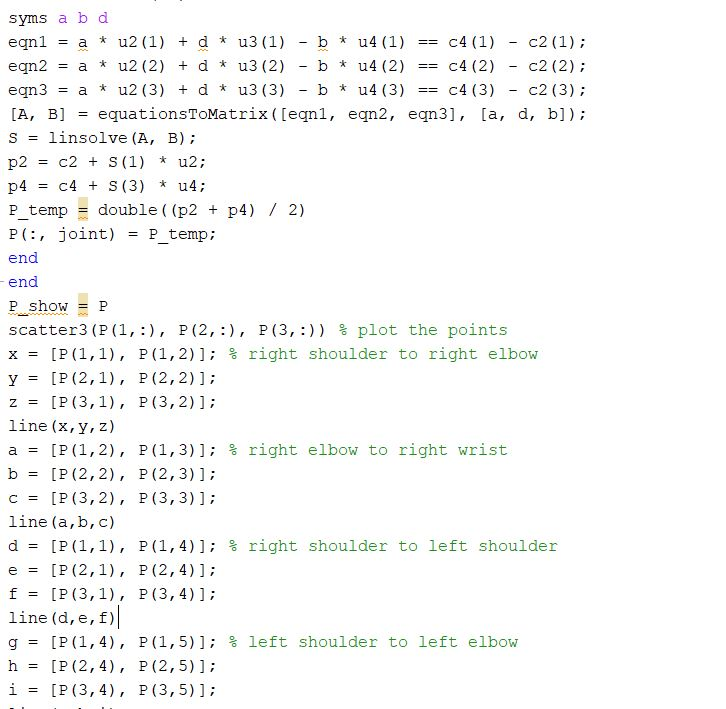 syms a b d
eqn1 = a * u2(1) + d * u3(1) - b * u4(1) == c4(1) - c2(1);
eqn2 = a * u2(2) + d * u3(2) - b * u4(2) == c4(2) - c2(2);
eqn3 = a * u2(3) + d * u3(3) - b * u4(3) == c4(3) - c2(3);
[A, B] = equationsToMatrix([eqn1, eqn2, eqn3], [a, d, b]);
S = linsolve(A, B);
p2 = c2 + S(1) * u2;
p4 = c4 + S(3) * u4;
P_temp = double((p2 + p4) / 2)
P(:, joint) = P_temp;
end
end
P_show = P
scatter3(P(1,:), P(2,:), P(3,:)) % plot the points
x = [P(1,1), P(1,2)]; % right shoulder to right elbow
y = [P(2,1), P(2,2)];
z = [P(3,1), P(3,2)];
line(x,y,z)
a = [P(1,2), P(1,3)]; % right elbow to right wrist
b = [P(2,2), P(2,3)];
c = [P(3,2), P(3,3)];
line(a,b,c)
d = [P(1,1), P(1,4)]; % right shoulder to left shoulder
e = [P(2,1), P(2,4)];
f = [P(3,1), P(3,4)];
line(d,e,f)
g = [P(1,4), P(1,5)]; % left shoulder to left elbow
h = [P(2,4), P(2,5)];
i = [P(3,4), P(3,5)];